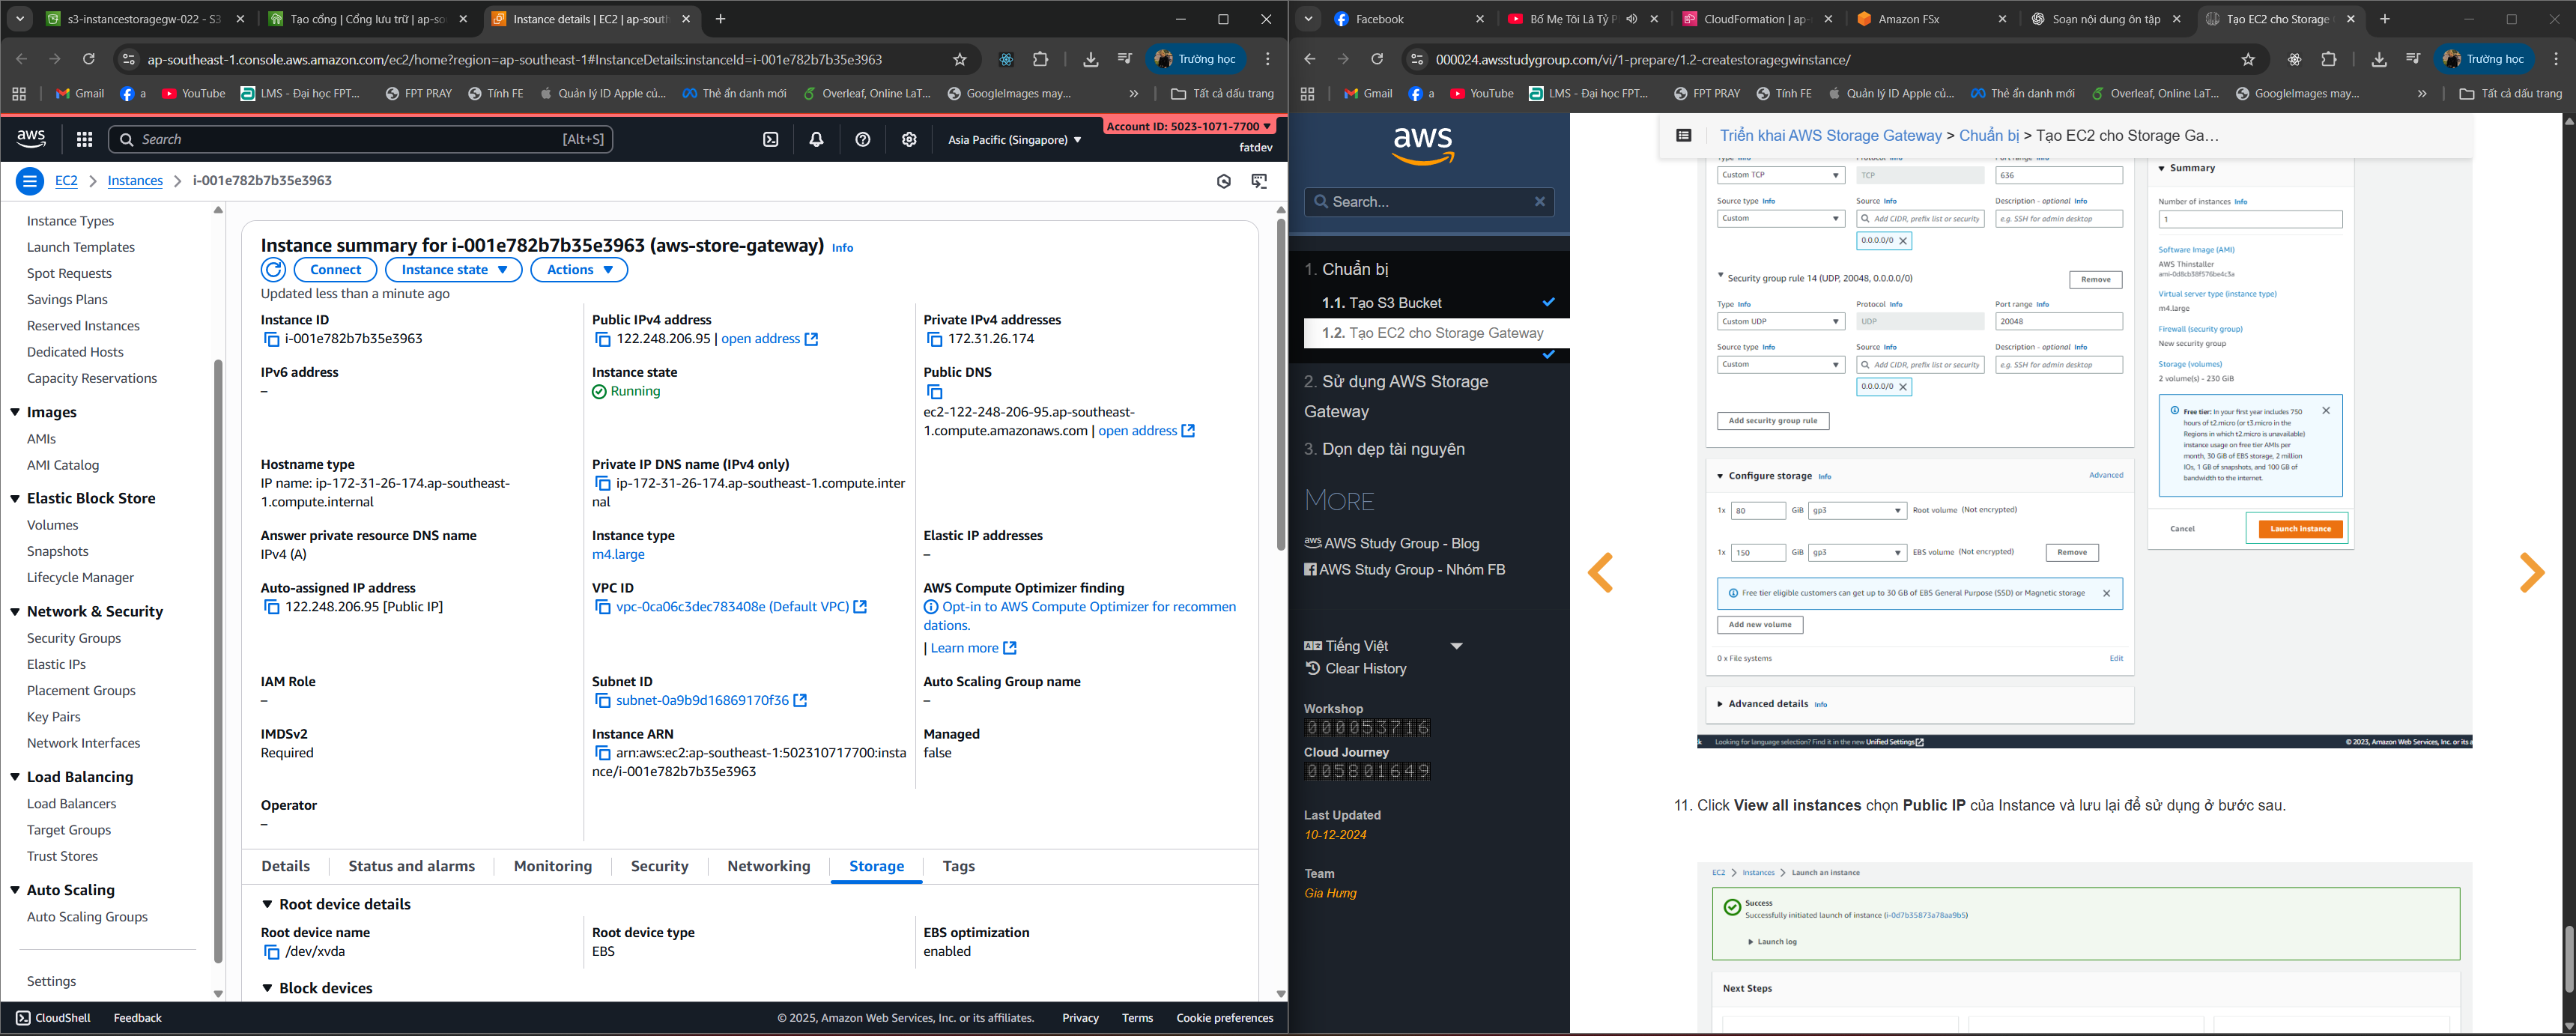 s3-instancestoragegw-022 - S3
Tạo cổng | Cổng lưu trữ | ap-so
Instance details | EC2 | ap-south
ap-southeast-1.console.aws.amazon.com/ec2/home?region=ap-southeast-1#InstanceDetails:instanceId=i-001e782b7b35e3963
Trường học
Gmail
a
YouTube
LMS - Đại học FPT...
FPT PRAY
Tính FE
Quản lý ID Apple củ...
Thẻ ẩn danh mới
Overleaf, Online LaT...
GoogleImages may...
Tất cả dấu trang
aws
Search
[Alt+S]
Asia Pacific (Singapore)
Account ID: 5023-1071-7700
fatdev
EC2
Instances
i-001e782b7b35e3963
Instance Types
Launch Templates
Spot Requests
Savings Plans
Reserved Instances
Dedicated Hosts
Capacity Reservations
Images
AMIs
AMI Catalog
Elastic Block Store
Volumes
Snapshots
Lifecycle Manager
Network & Security
Security Groups
Elastic IPs
Placement Groups
Key Pairs
Network Interfaces
Load Balancing
Load Balancers
Target Groups
Trust Stores
Auto Scaling
Auto Scaling Groups
Settings
Instance summary for i-001e782b7b35e3963 (aws-store-gateway) Info
Connect
Instance state
Actions
Updated less than a minute ago
Instance ID
i-001e782b7b35e3963
Public IPv4 address
122.248.206.95 | open address
Private IPv4 addresses
172.31.26.174
IPv6 address
–
Instance state
Running
Public DNS
ec2-122-248-206-95.ap-southeast-
1.compute.amazonaws.com | open address
Hostname type
IP name: ip-172-31-26-174.ap-southeast-
1.compute.internal
Private IP DNS name (IPv4 only)
ip-172-31-26-174.ap-southeast-1.compute.inter
nal
Answer private resource DNS name
IPv4 (A)
Instance type
m4.large
Elastic IP addresses
–
Auto-assigned IP address
122.248.206.95 [Public IP]
VPC ID
vpc-0ca06c3dec783408e (Default VPC)
AWS Compute Optimizer finding
Opt-in to AWS Compute Optimizer for recommen
dations.
| Learn more
IAM Role
–
Subnet ID
subnet-0a9b9d16869170f36
Auto Scaling Group name
–
IMDSv2
Required
Instance ARN
arn:aws:ec2:ap-southeast-1:502310717700:insta
nce/i-001e782b7b35e3963
Managed
false
Operator
–
Details
Status and alarms
Monitoring
Security
Networking
Storage
Tags
Root device details
Root device name
/dev/xvda
Root device type
EBS
EBS optimization
enabled
Block devices
CloudShell
Feedback
© 2025, Amazon Web Services, Inc. or its affiliates.
Privacy
Terms
Cookie preferences
Facebook
Bố Mẹ Tôi Là Tỷ P
CloudFormation | ap-
Amazon FSx
Soạn nội dung ôn tập
Tạo EC2 cho Storage
000024.awsstudygroup.com/vi/1-prepare/1.2-createstoragegwinstance/
Trường học
Gmail
a
YouTube
LMS - Đại học FPT...
FPT PRAY
Tính FE
Quản lý ID Apple củ...
Thẻ ẩn danh mới
Overleaf, Online LaT...
GoogleImages may...
Tất cả dấu trang
aws
Search...
1. Chuẩn bị
1.1. Tạo S3 Bucket
1.2. Tạo EC2 cho Storage Gateway
2. Sử dụng AWS Storage
Gateway
3. Dọn dẹp tài nguyên
MORE
aws AWS Study Group - Blog
AWS Study Group - Nhóm FB
Tiếng Việt
Clear History
Workshop
000053716
Cloud Journey
005801649
Last Updated
10-12-2024
Team
Gia Hưng
Triển khai AWS Storage Gateway > Chuẩn bị > Tạo EC2 cho Storage Ga...
Type Info
Protocol Info
Port range Info
Custom TCP
TCP
636
Source type Info
Source Info
Description - optional Info
Custom
Add CIDR, prefix list or security
e.g. SSH for admin desktop
0.0.0.0/0
Security group rule 14 (UDP, 20048, 0.0.0.0/0)
Remove
Type Info
Protocol Info
Port range Info
Custom UDP
UDP
20048
Source type Info
Source Info
Description - optional Info
Custom
Add CIDR, prefix list or security
e.g. SSH for admin desktop
0.0.0.0/0
Add security group rule
Configure storage Info
Advanced
1x 80 GiB gp3 Root volume (Not encrypted)
1x 150 GiB gp3 EBS volume (Not encrypted) Remove
Free tier eligible customers can get up to 30 GB of EBS General Purpose (SSD) or Magnetic storage
Add new volume
0 x File systems
Edit
Advanced details Info
Summary
Number of instances Info
1
Software Image (AMI)
AWS Thinstaller
ami-0d8cb38f576be4c3a
Virtual server type (instance type)
m4.large
Firewall (security group)
New security group
Storage (volumes)
2 volume(s) - 230 GiB
Free tier: In your first year includes 750
hours of t2.micro (or t3.micro in the
Regions in which t2.micro is unavailable)
instance usage on free tier AMIs per
month, 30 GiB of EBS storage, 2 million
IOs, 1 GB of snapshots, and 100 GB of
bandwidth to the internet.
Cancel
Launch instance
Looking for language selection? Find it in the new Unified Settings
© 2023, Amazon Web Services, Inc. or its a
11. Click View all instances chọn Public IP của Instance và lưu lại để sử dụng ở bước sau.
EC2
Instances
Launch an instance
Success
Successfully initiated launch of instance (i-0d7b35873a78aa9b5)
Launch log
Next Steps